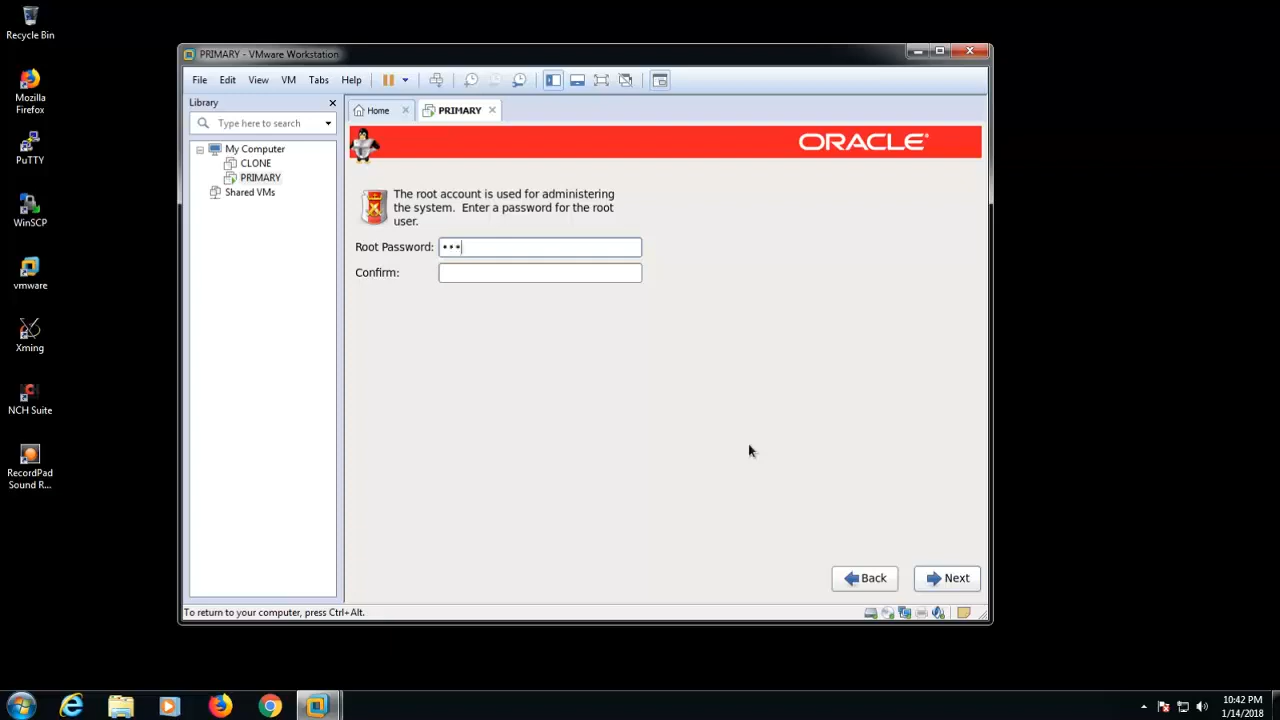 Recycle Bin
Mozilla
Firefox
PuTTY
WinSCP
vmware
Xming
NCH Suite
RecordPad
Sound R...
PRIMARY - VMware Workstation
File Edit View VM Tabs Help
Library
Type here to search
My Computer
CLONE
PRIMARY
Shared VMs
Home
PRIMARY
ORACLE®
The root account is used for administering
the system. Enter a password for the root
user.
Root Password: •••
Confirm:
Back
Next
To return to your computer, press Ctrl+Alt.
10:42 PM
1/14/2018